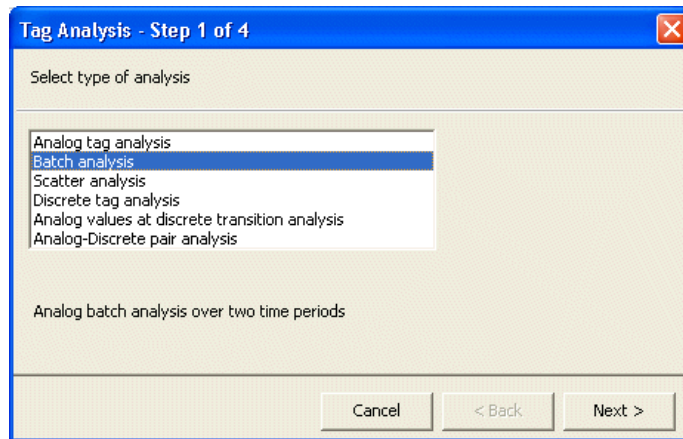 Tag Analysis - Step 1 of 4
Select type of analysis
Analog tag analysis
Batch analysis
Scatter analysis
Discrete tag analysis
Analog values at discrete transition analysis
Analog-Discrete pair analysis
Analog batch analysis over two time periods
Cancel < Back Next >